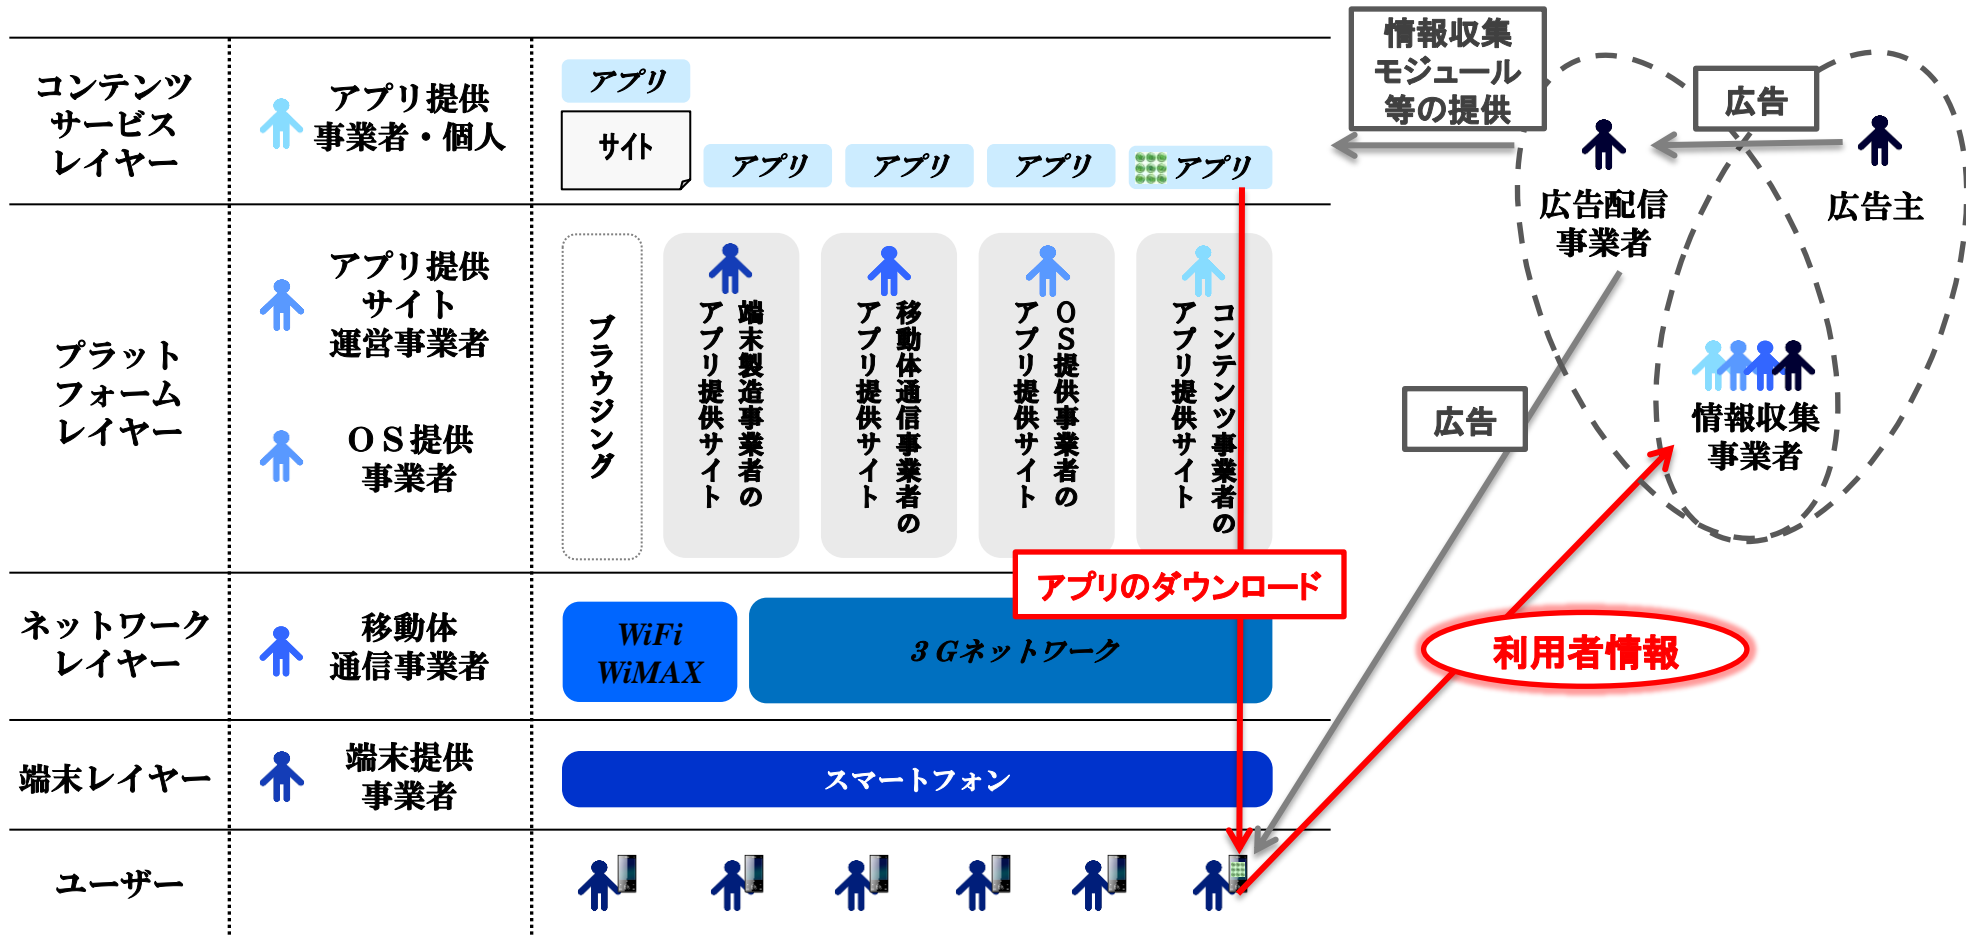 コンテンツ
サービス
レイヤー
アプリ提供
事業者・個人
アプリ
サイト
アプリ
アプリ
アプリ
アプリ
情報収集
モジュール
等の提供
広告
広告配信
事業者
広告主
プラット
フォーム
レイヤー
アプリ提供
サイト
運営事業者
ＯＳ提供
事業者
ブラウジング
端末製造事業者の
アプリ提供サイト
移動体通信事業者の
アプリ提供サイト
ＯＳ提供事業者の
アプリ提供サイト
コンテンツ事業者の
アプリ提供サイト
情報収集
事業者
広告
アプリのダウンロード
ネットワーク
レイヤー
移動体
通信事業者
WiFi
WiMAX
３Ｇネットワーク
利用者情報
端末レイヤー
端末提供
事業者
スマートフォン
ユーザー